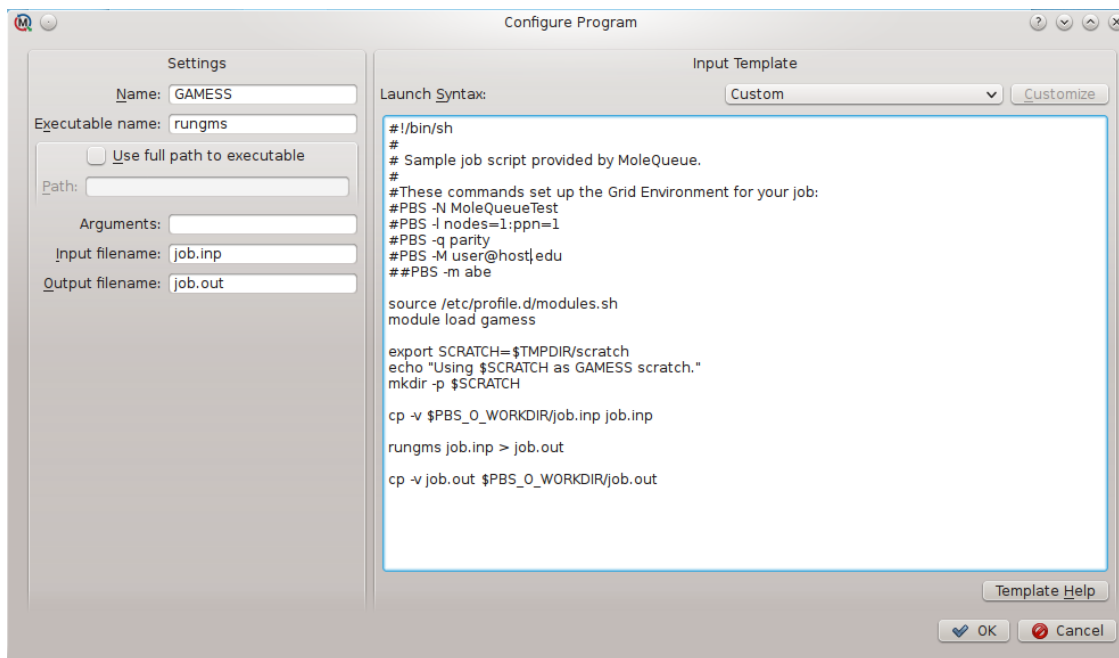 Configure Program
Settings
Name: GAMESS
Executable name: rungms
Use full path to executable
Path:
Arguments:
Input filename: job.inp
Output filename: job.out
Input Template
Launch Syntax: Custom Customize
#!/bin/sh
#
# Sample job script provided by MoleQueue.
#
#These commands set up the Grid Environment for your job:
#PBS -N MoleQueueTest
#PBS -l nodes=1:ppn=1
#PBS -q parity
#PBS -M user@host.edu
##PBS -m abe
source /etc/profile.d/modules.sh
module load gamess
export SCRATCH=$TMPDIR/scratch
echo "Using $SCRATCH as GAMESS scratch."
mkdir -p $SCRATCH
cp -v $PBS_O_WORKDIR/job.inp job.inp
rungms job.inp > job.out
cp -v job.out $PBS_O_WORKDIR/job.out
Template Help
OK Cancel